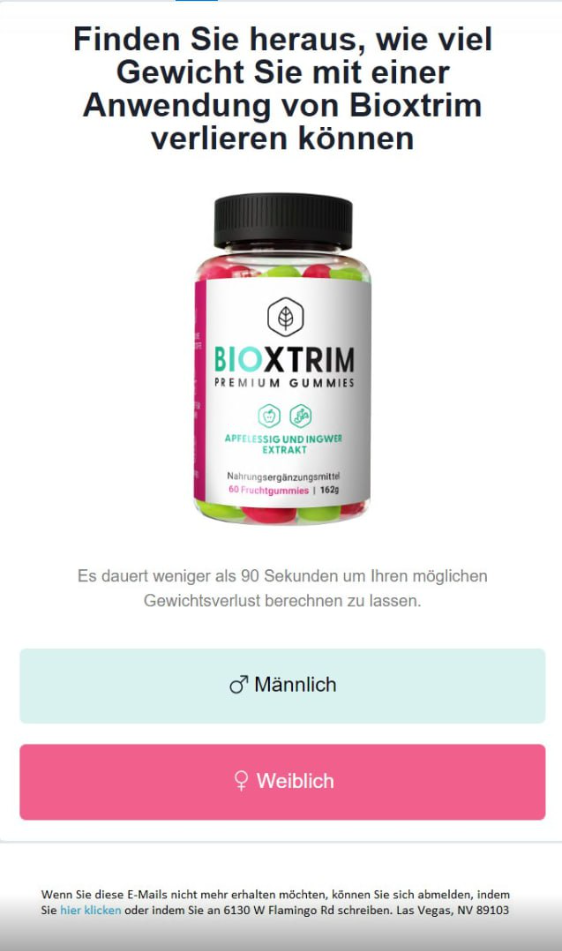 Finden Sie heraus, wie viel
Gewicht Sie mit einer
Anwendung von Bioxtrim
verlieren können
BIOXTRIM
PREMIUM GUMMIES
APFELESSIG UND INGWER
EXTRAKT
Nahrungsergänzungsmittel
60 Fruchtgummies | 162g
Es dauert weniger als 90 Sekunden um Ihren möglichen
Gewichtsverlust berechnen zu lassen.
♂ Männlich
♀ Weiblich
Wenn Sie diese E-Mails nicht mehr erhalten möchten, können Sie sich abmelden, indem
Sie hier klicken oder indem Sie an 6130 W Flamingo Rd schreiben. Las Vegas, NV 89103